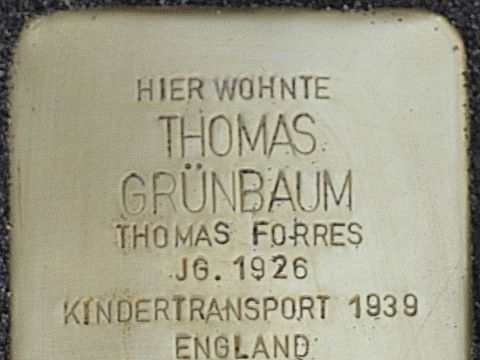 HIER WOHNTE
THOMAS
GRÜNBAUM
THOMAS FORRES
JG. 1926
KINDERTRANSPORT 1939
ENGLAND